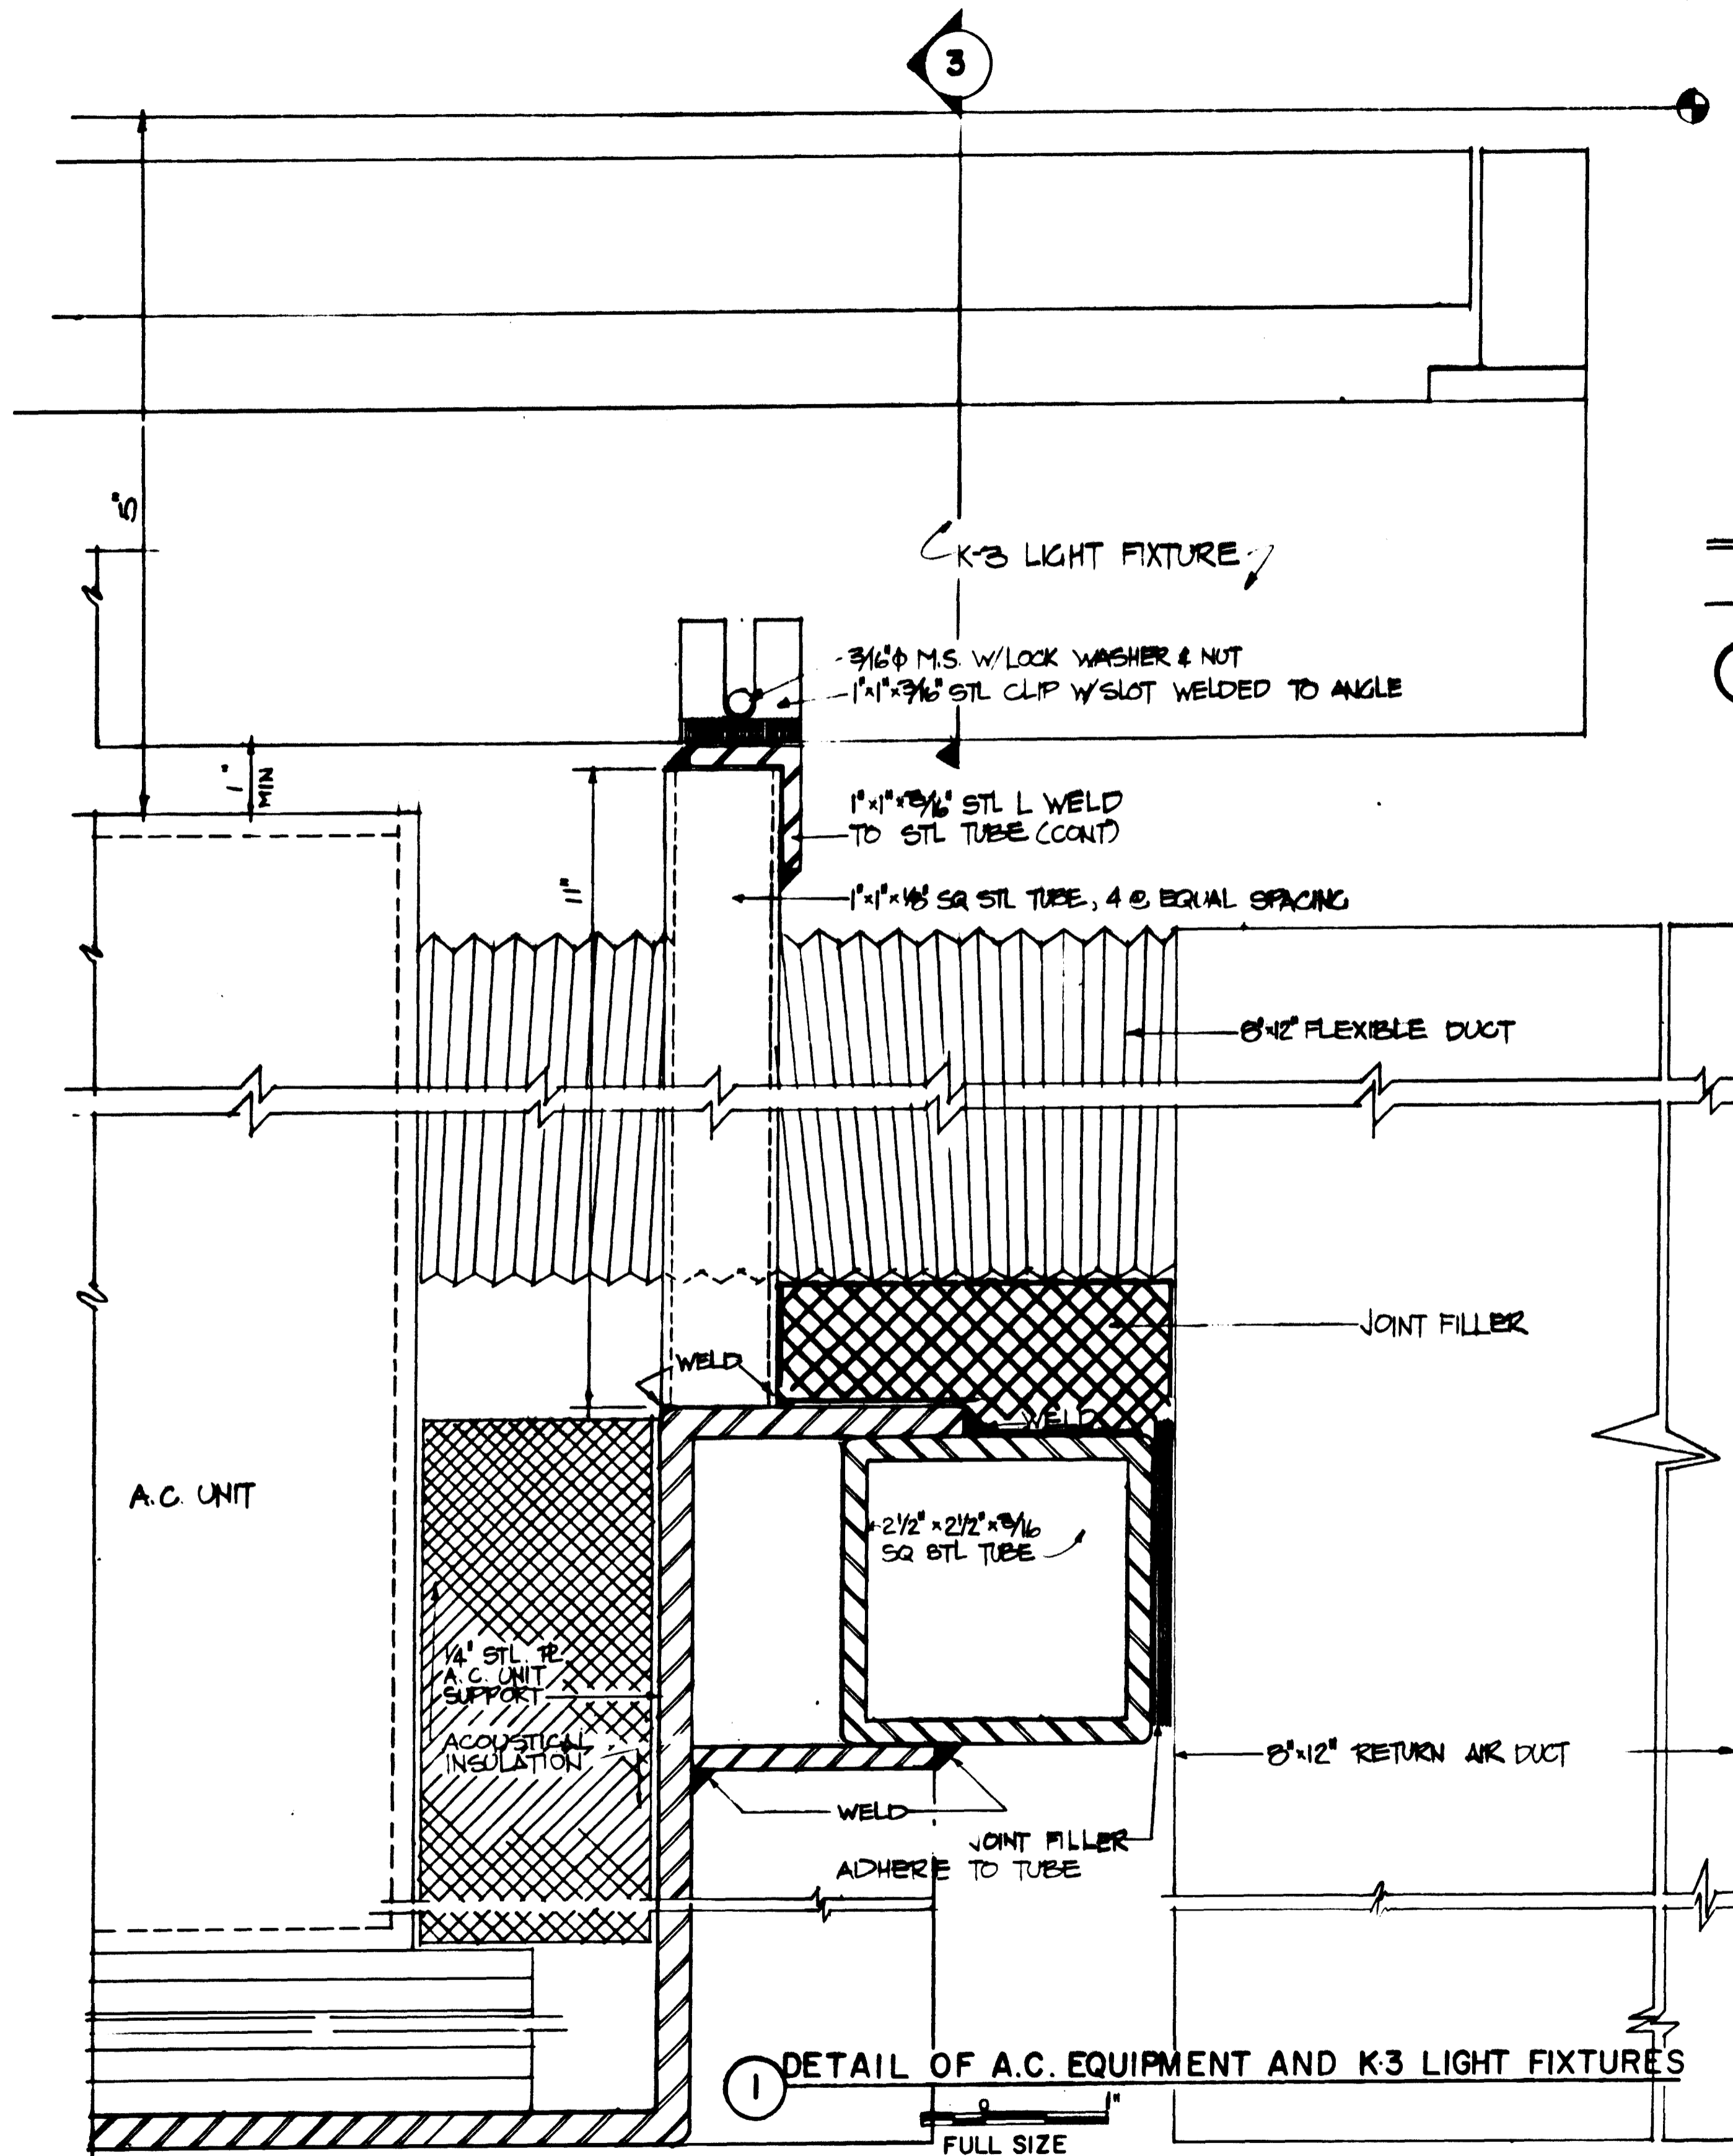 3
5"
K-3 LIGHT FIXTURE
3/16"ϕ M.S. W/LOCK WASHER & NUT
1"x1"x3/16" STL CLIP W/SLOT WELDED TO ANGLE
1"
MIN
1"x1"x3/16" STL L WELD
TO STL TUBE (CONT)
11"
1"x1"x1/8" SQ STL TUBE, 4 @ EQUAL SPACING
8"x12" FLEXIBLE DUCT
JOINT FILLER
WELD
WELD
A.C. UNIT
2 1/2" x 2 1/2" x 3/16
SQ STL TUBE
1/4" STL. PL
A.C. UNIT
SUPPORT
ACOUSTICAL
INSULATION
8"x12" RETURN AIR DUCT
WELD
JOINT FILLER
ADHERE TO TUBE
1 DETAIL OF A.C. EQUIPMENT AND K-3 LIGHT FIXTURES
0 1"
FULL SIZE